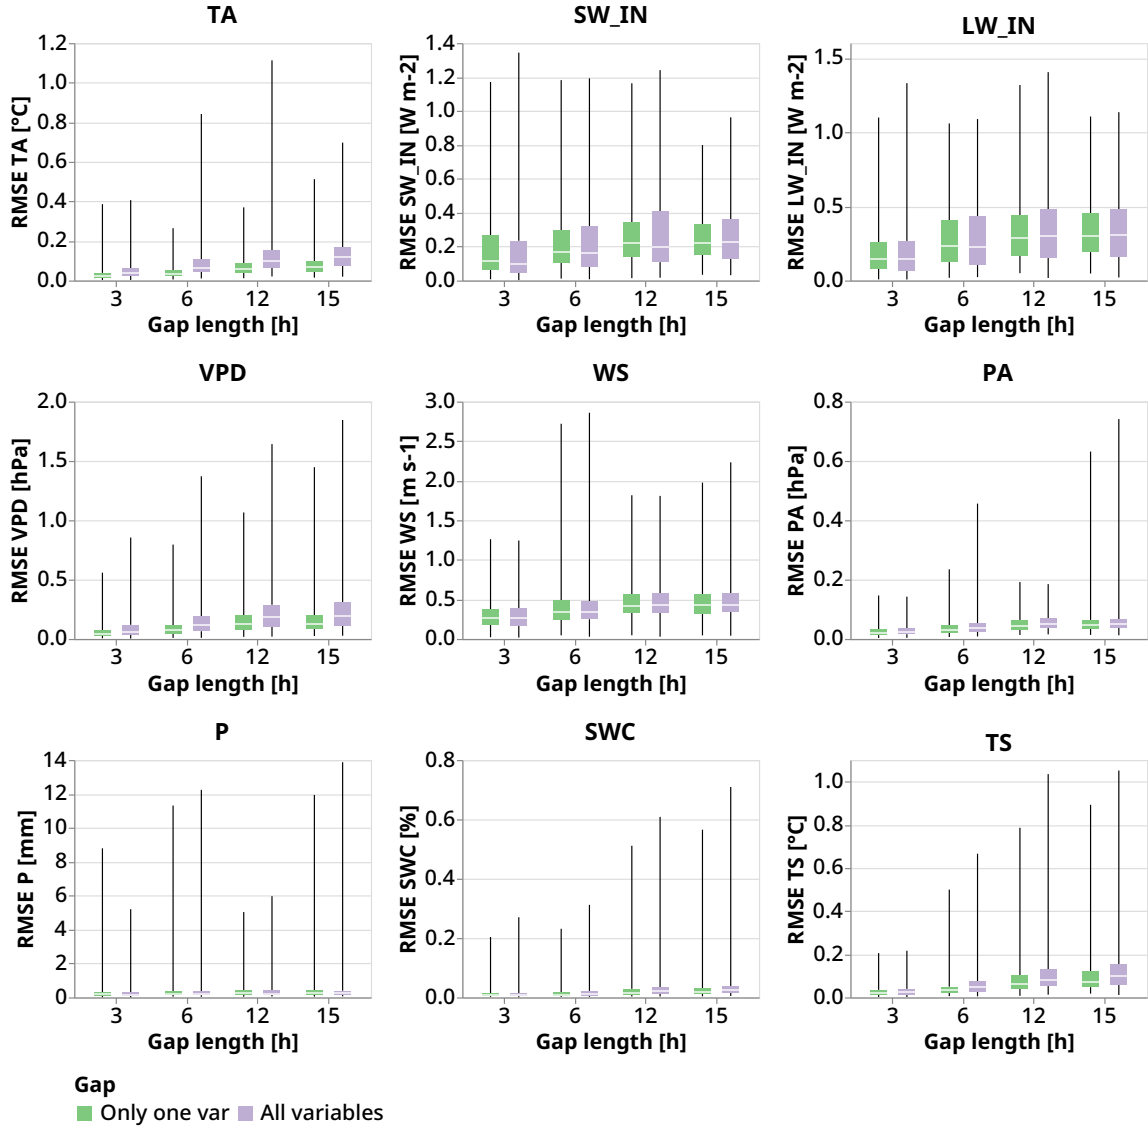 TA
RMSE TA [°C]
1.2
1.0
0.8
0.6
0.4
0.2
0.0
3 6 12 15
Gap length [h]
SW_IN
RMSE SW_IN [W m-2]
1.4
1.2
1.0
0.8
0.6
0.4
0.2
0.0
3 6 12 15
Gap length [h]
LW_IN
RMSE LW_IN [W m-2]
1.5
1.0
0.5
0.0
3 6 12 15
Gap length [h]
VPD
RMSE VPD [hPa]
2.0
1.5
1.0
0.5
0.0
3 6 12 15
Gap length [h]
WS
RMSE WS [m s-1]
3.0
2.5
2.0
1.5
1.0
0.5
0.0
3 6 12 15
Gap length [h]
PA
RMSE PA [hPa]
0.8
0.6
0.4
0.2
0.0
3 6 12 15
Gap length [h]
P
RMSE P [mm]
14
12
10
8
6
4
2
0
3 6 12 15
Gap length [h]
SWC
RMSE SWC [%]
0.8
0.6
0.4
0.2
0.0
3 6 12 15
Gap length [h]
TS
RMSE TS [°C]
1.0
0.8
0.6
0.4
0.2
0.0
3 6 12 15
Gap length [h]
Gap
Only one var All variables